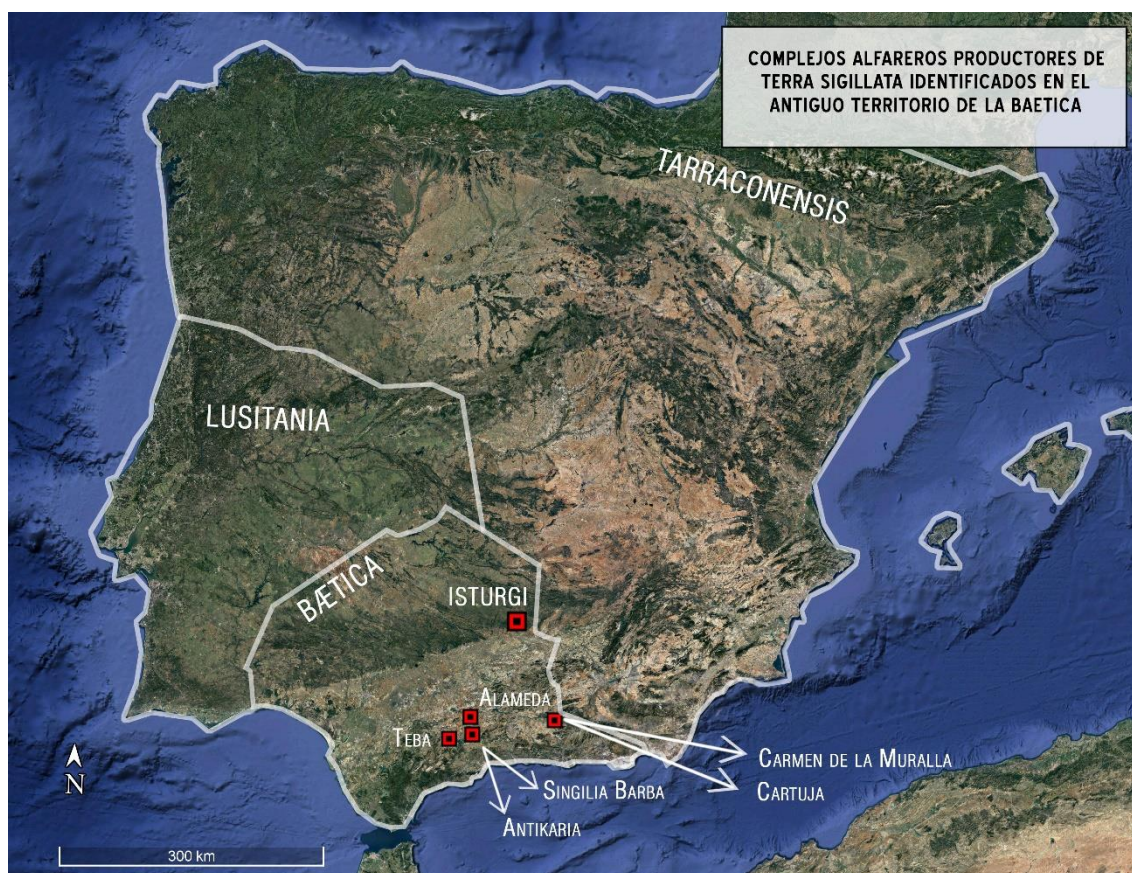 COMPLEJOS ALFAREROS PRODUCTORES DE
TERRA SIGILLATA IDENTIFICADOS EN EL
ANTIGUO TERRITORIO DE LA BAETICA
TARRACONENSIS
LUSITANIA
BÆTICA
ISTURGI
ALAMEDA
TEBA
CARMEN DE LA MURALLA
SINGILIA BARBA
CARTUJA
ANTIKARIA
N
300 km